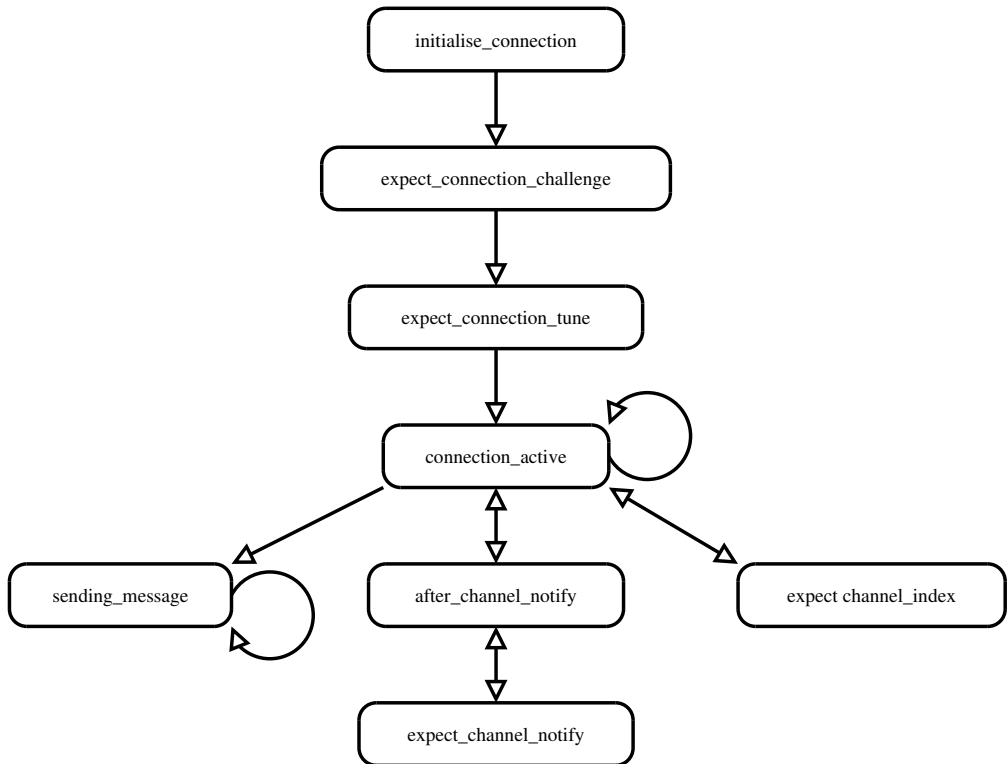 initialise_connection
expect_connection_challenge
expect_connection_tune
connection_active
sending_message
after_channel_notify
expect channel_index
expect_channel_notify